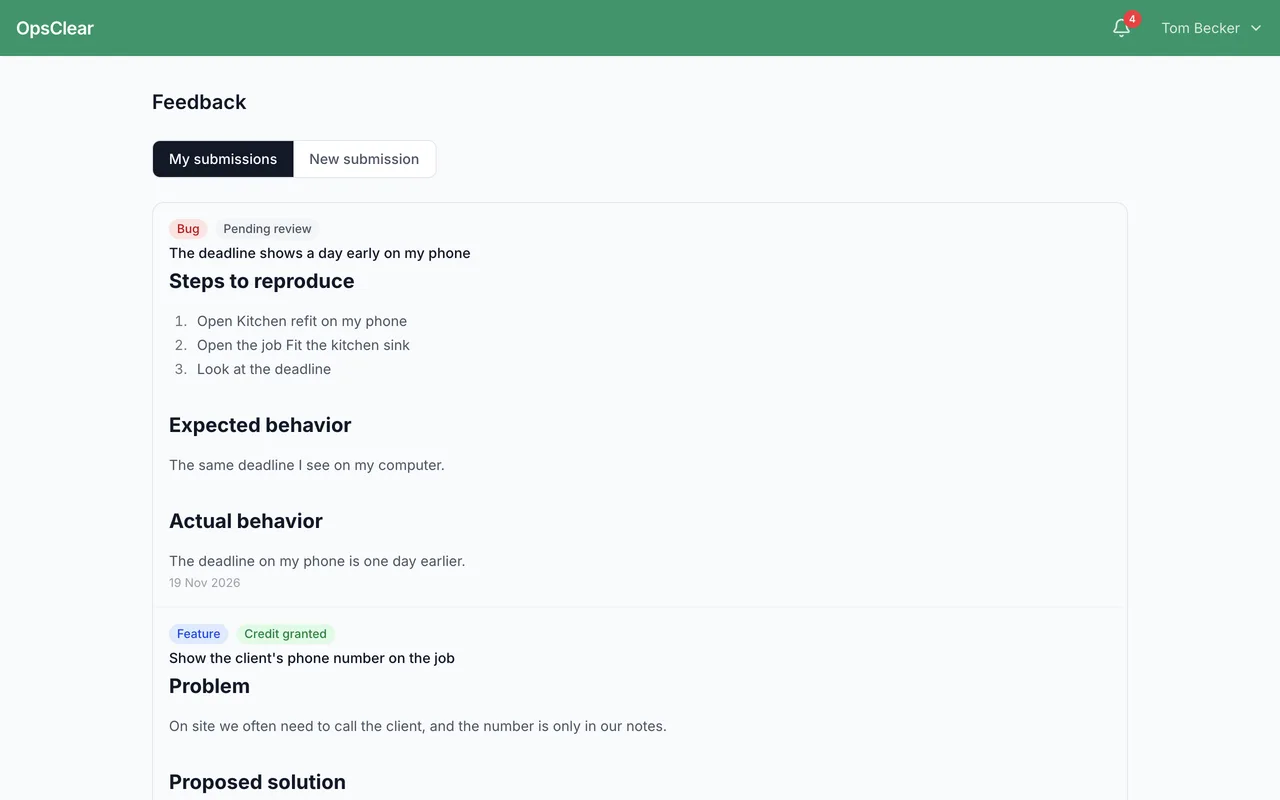 OpsClear
4
Tom Becker
Feedback
My submissions
New submission
Bug
Pending review
The deadline shows a day early on my phone
Steps to reproduce
1. Open Kitchen refit on my phone
2. Open the job Fit the kitchen sink
3. Look at the deadline
Expected behavior
The same deadline I see on my computer.
Actual behavior
The deadline on my phone is one day earlier.
19 Nov 2026
Feature
Credit granted
Show the client's phone number on the job
Problem
On site we often need to call the client, and the number is only in our notes.
Proposed solution